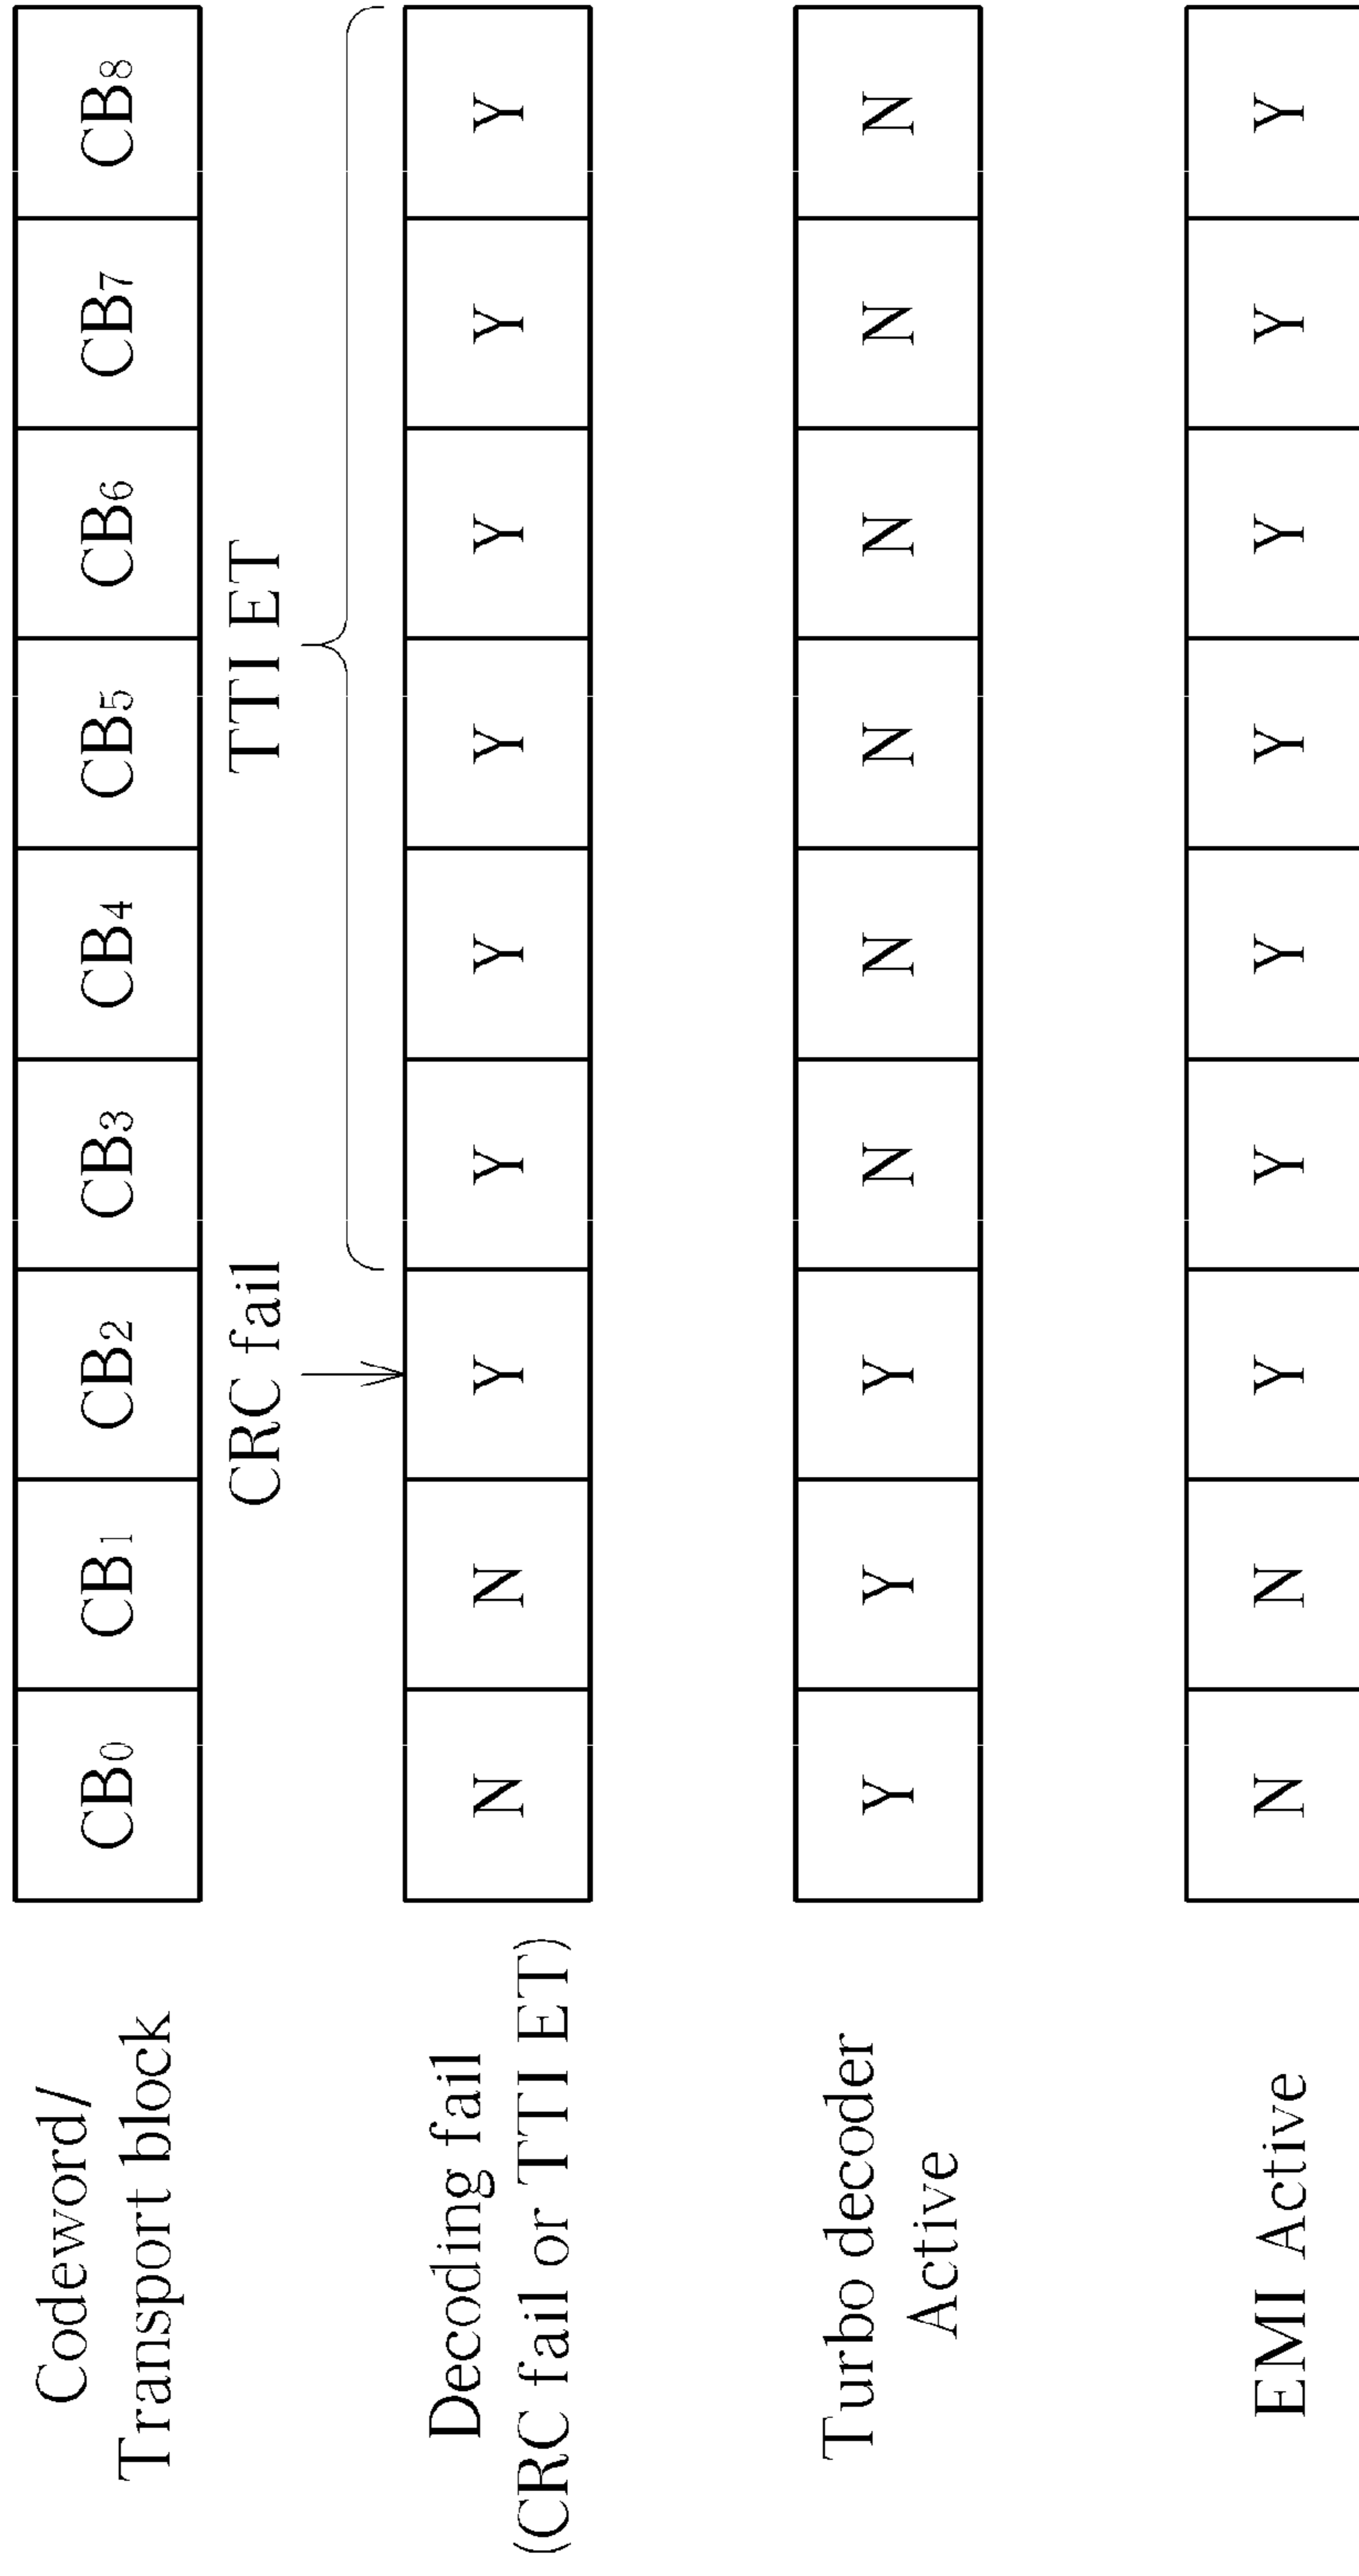 Codeword/
Transport block
CB0 CB1 CB2 CB3 CB4 CB5 CB6 CB7 CB8
CRC fail TTI ET
Decoding fail
(CRC fail or TTI ET)
N N Y Y Y Y Y Y Y
Turbo decoder
Active
Y Y Y N N N N N N
EMI Active
N N Y Y Y Y Y Y Y